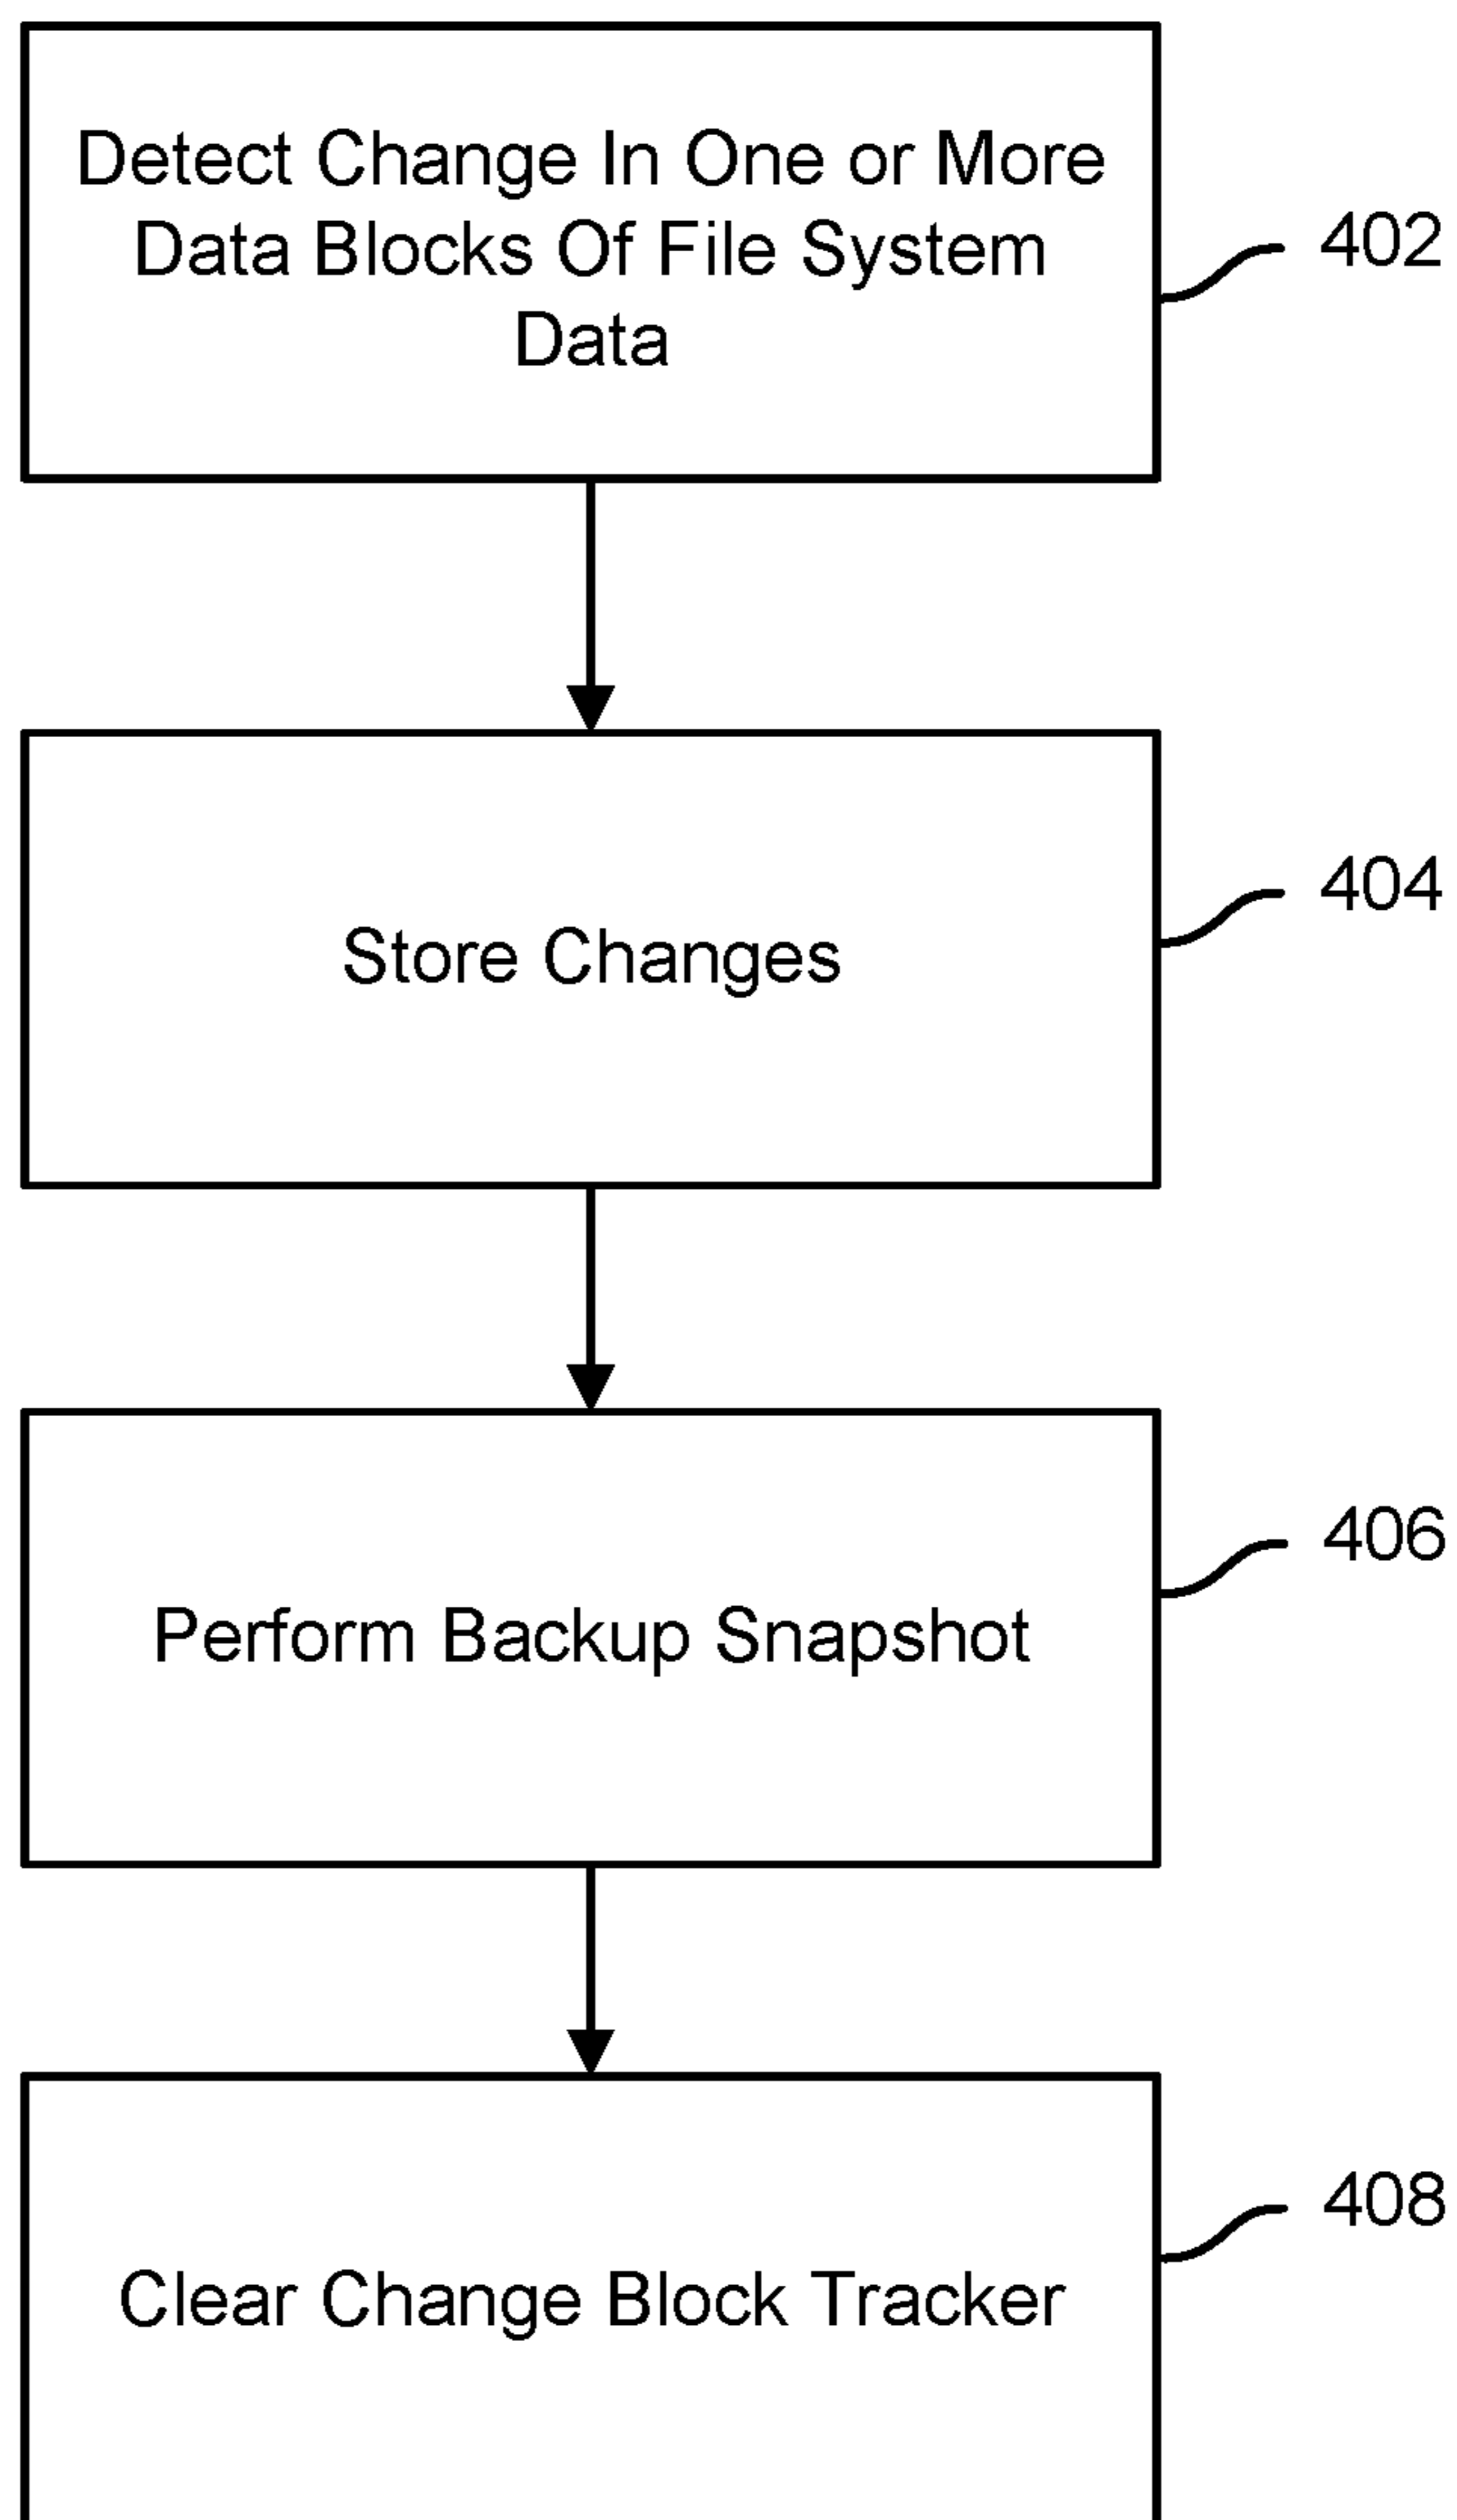 Detect Change In One or More
Data Blocks Of File System
Data
402
Store Changes
404
Perform Backup Snapshot
406
Clear Change Block Tracker
408